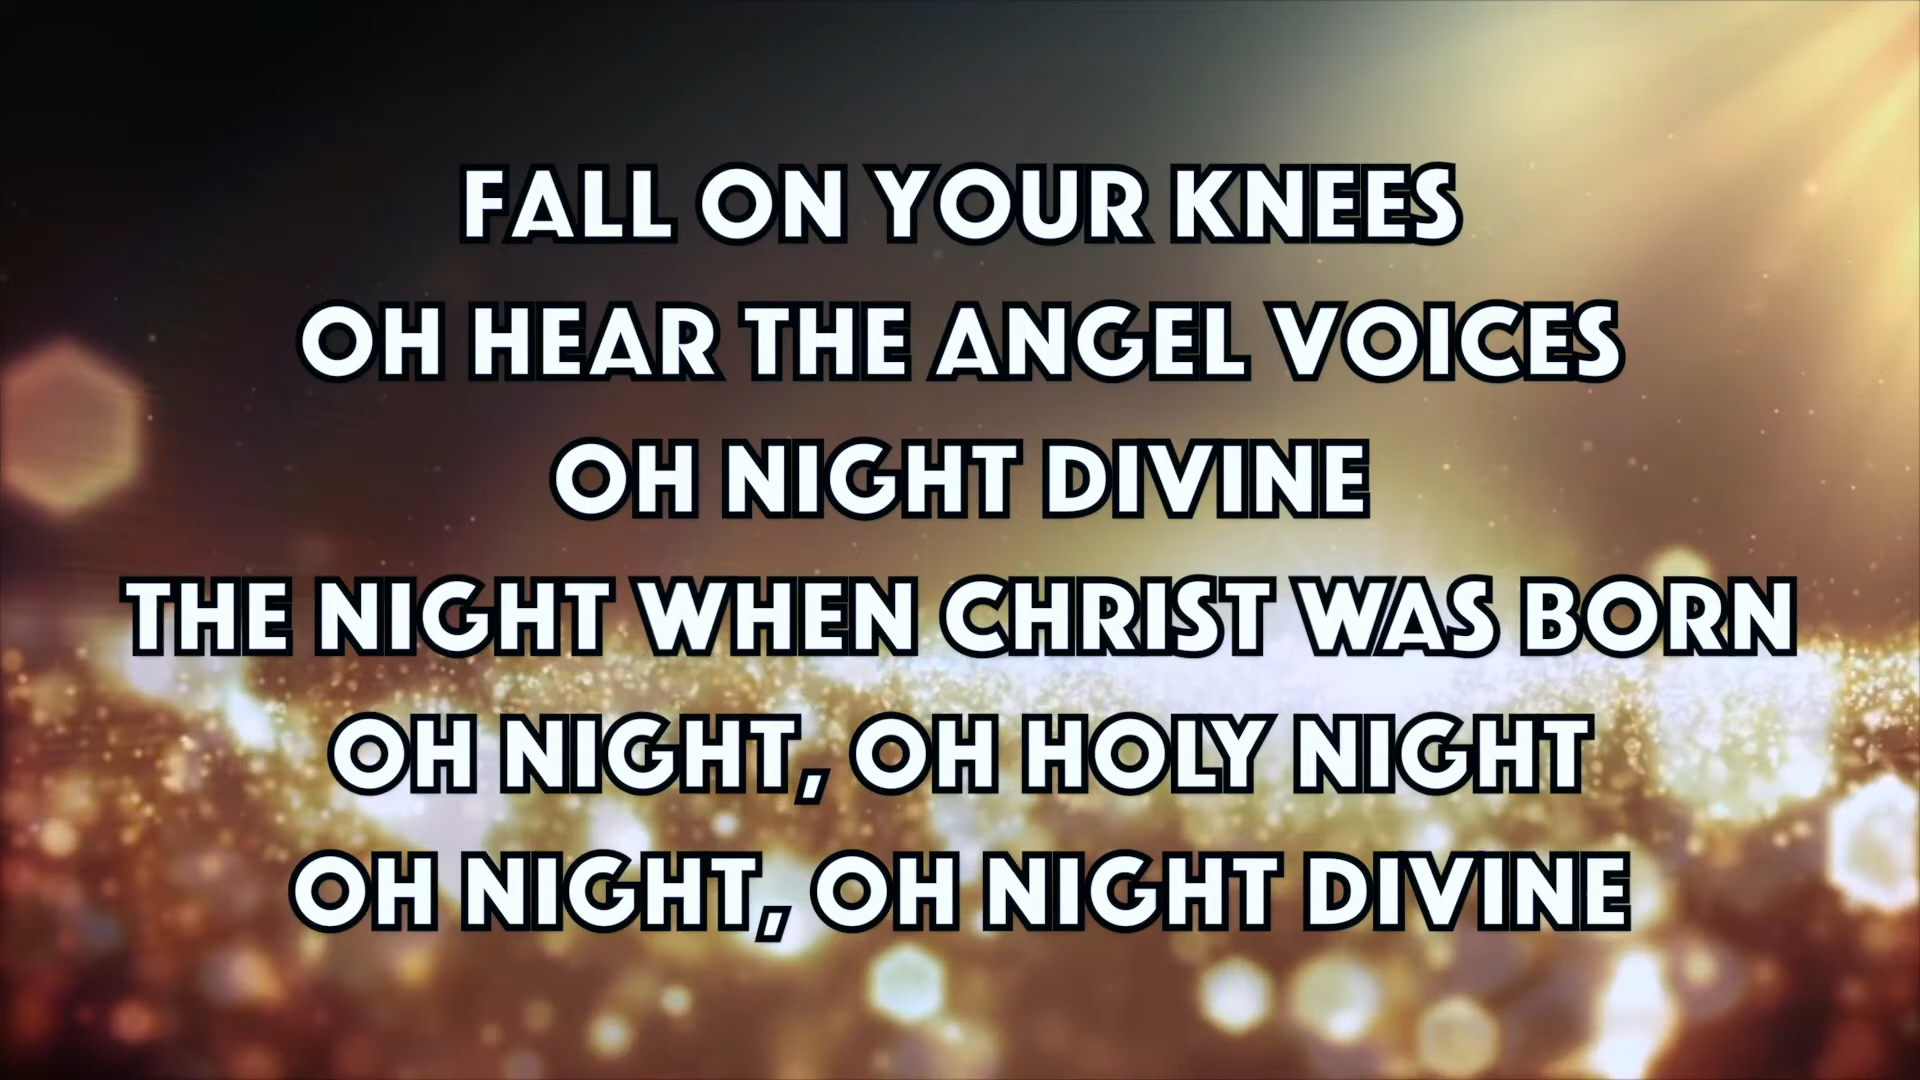 FALL ON YOUR KNEES
OH HEAR THE ANGEL VOICES
OH NIGHT DIVINE
THE NIGHT WHEN CHRIST WAS BORN
OH NIGHT, OH HOLY NIGHT
OH NIGHT, OH NIGHT DIVINE